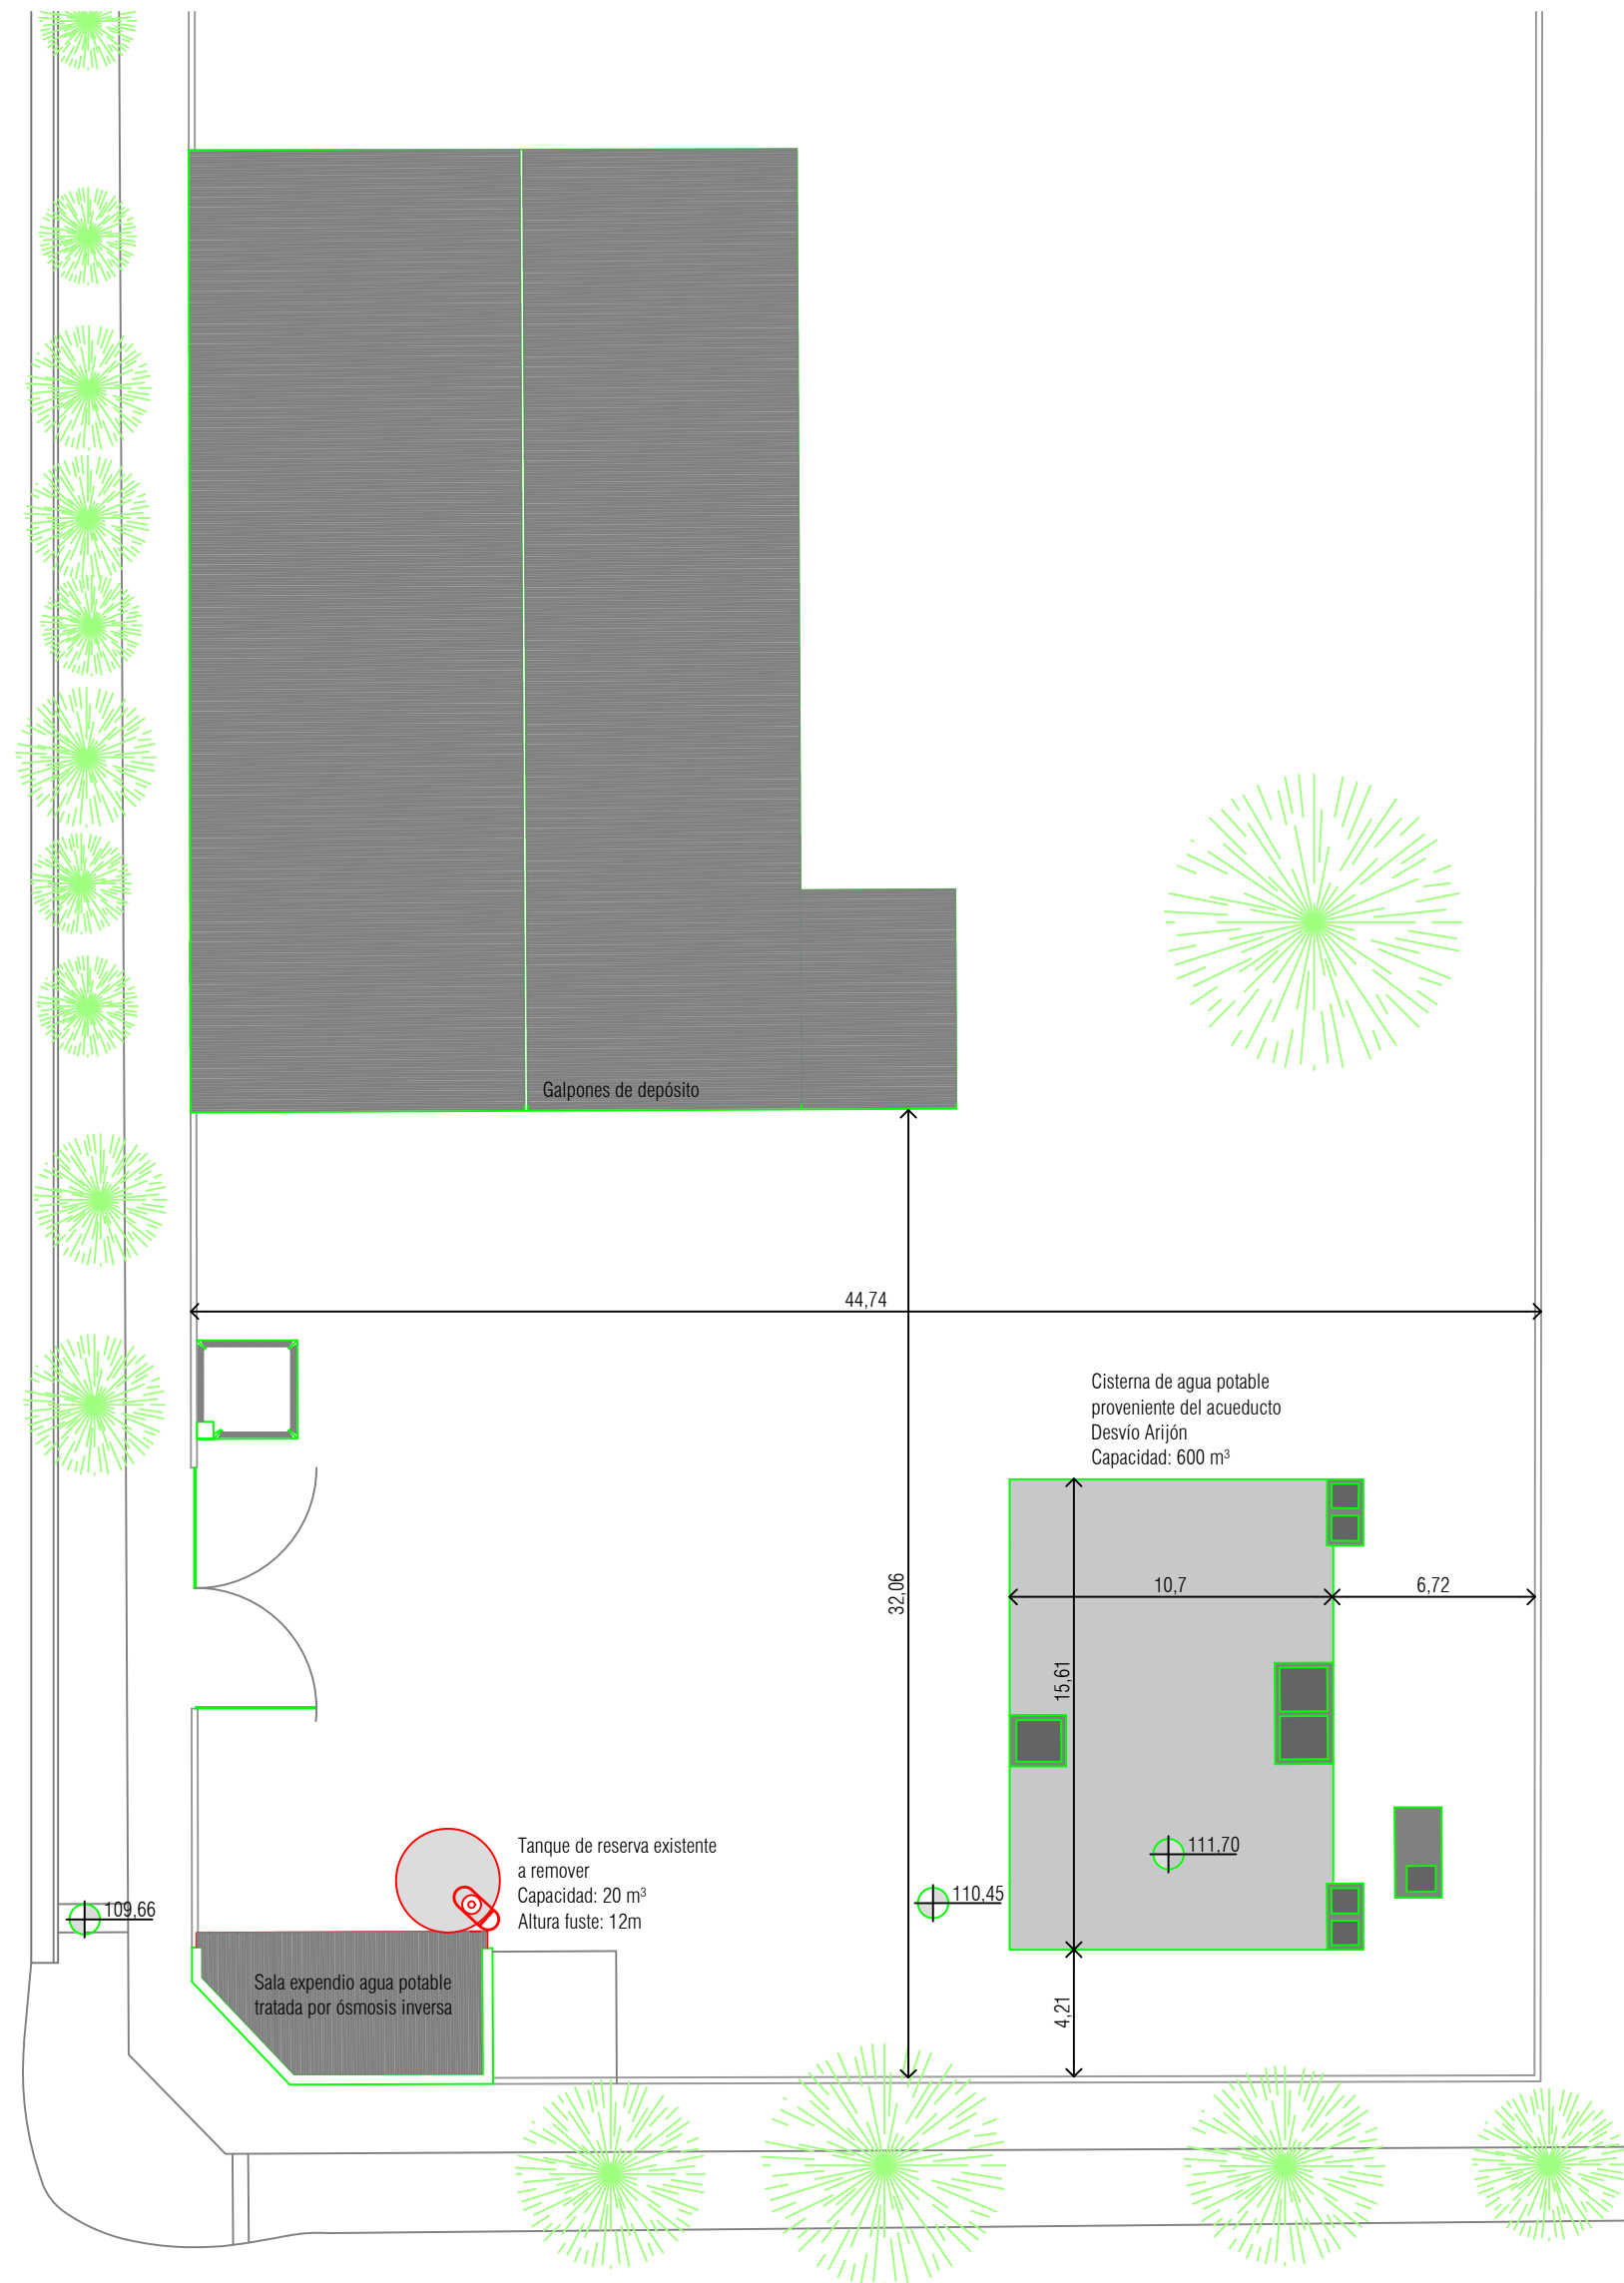 Galpones de depósito
44,74
Cisterna de agua potable
proveniente del acueducto
Desvío Arijón
Capacidad: 600 m³
32,06
10,7
6,72
15,61
Tanque de reserva existente
a remover
Capacidad: 20 m³
Altura fuste: 12m
111,70
110,45
109,66
Sala expendio agua potable
tratada por ósmosis inversa
4,21